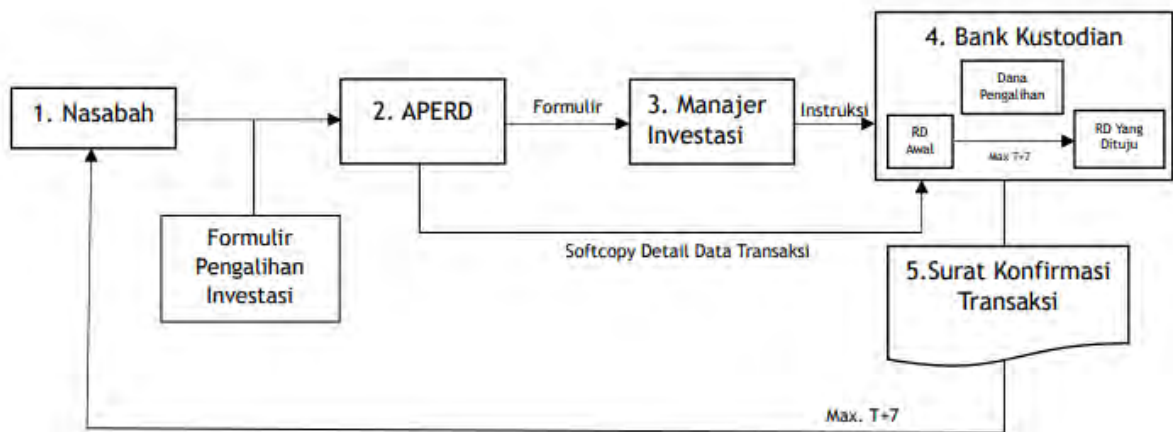 1. Nasabah
Formulir
Pengalihan
Investasi
2. APERD
Formulir
3. Manajer
Investasi
Instruksi
4. Bank Kustodian
Dana
Pengalihan
RD
Awal
Max T+7
RD Yang
Dituju
Softcopy Detail Data Transaksi
5.Surat Konfirmasi
Transaksi
Max. T+7